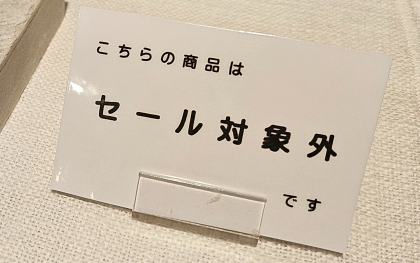 こちらの商品は
セール対象外
です